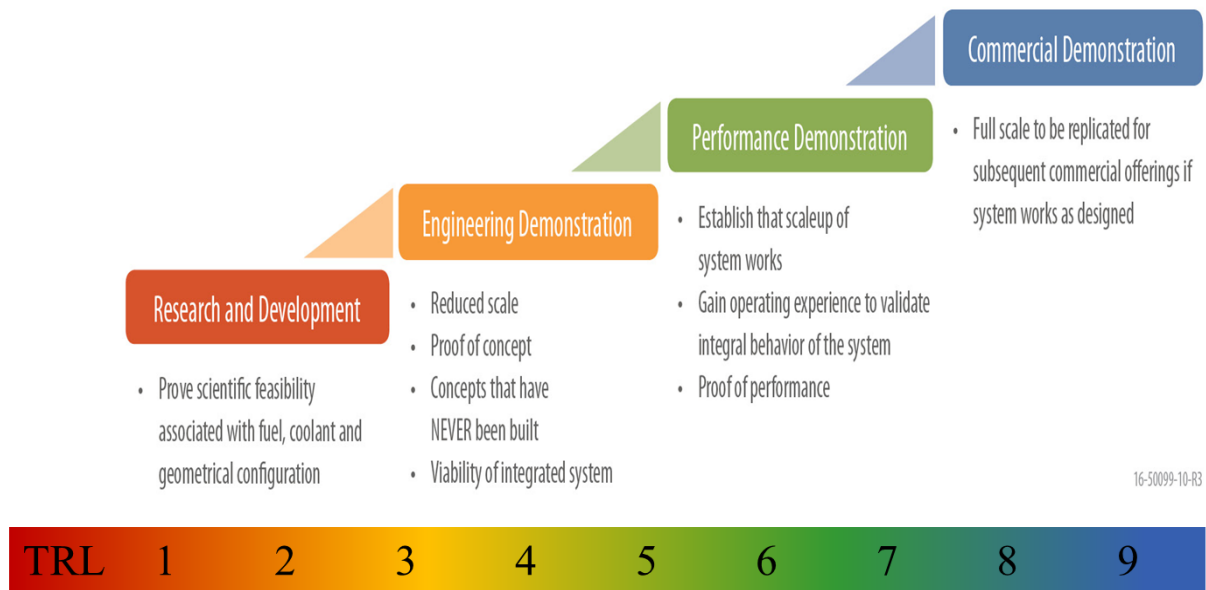 Commercial Demonstration
• Full scale to be replicated for
subsequent commercial offerings if
system works as designed
Performance Demonstration
• Establish that scaleup of
system works
• Gain operating experience to validate
integral behavior of the system
• Proof of performance
Engineering Demonstration
• Reduced scale
• Proof of concept
• Concepts that have
NEVER been built
• Viability of integrated system
Research and Development
• Prove scientific feasibility
associated with fuel, coolant and
geometrical configuration
16-50099-10-R3
TRL 1 2 3 4 5 6 7 8 9